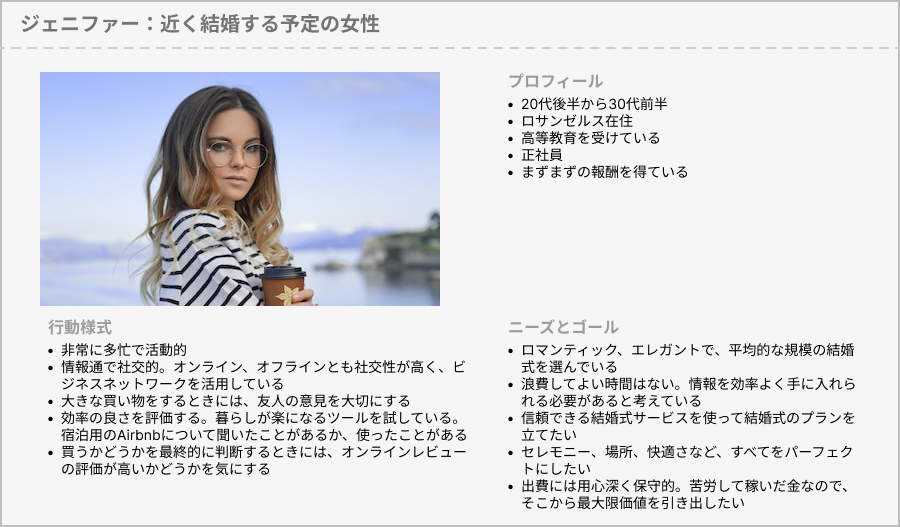 ジェニファー：近く結婚する予定の女性
プロフィール
• 20代後半から30代前半
• ロサンゼルス在住
• 高等教育を受けている
• 正社員
• まずまずの報酬を得ている
行動様式
• 非常に多忙で活動的
• 情報通で社交的。オンライン、オフラインとも社交性が高く、ビ
ジネスネットワークを活用している
• 大きな買い物をするときには、友人の意見を大切にする
• 効率の良さを評価する。暮らしが楽になるツールを試している。
宿泊用のAirbnbについて聞いたことがあるか、使ったことがある
• 買うかどうかを最終的に判断するときには、オンラインレビュー
の評価が高いかどうかを気にする
ニーズとゴール
• ロマンティック、エレガントで、平均的な規模の結婚
式を選んでいる
• 浪費してよい時間はない。情報を効率よく手に入れら
れる必要があると考えている
• 信頼できる結婚式サービスを使って結婚式のプランを
立てたい
• セレモニー、場所、快適さなど、すべてをパーフェク
トにしたい
• 出費には用心深く保守的。苦労して稼いだ金なので、
そこから最大限価値を引き出したい